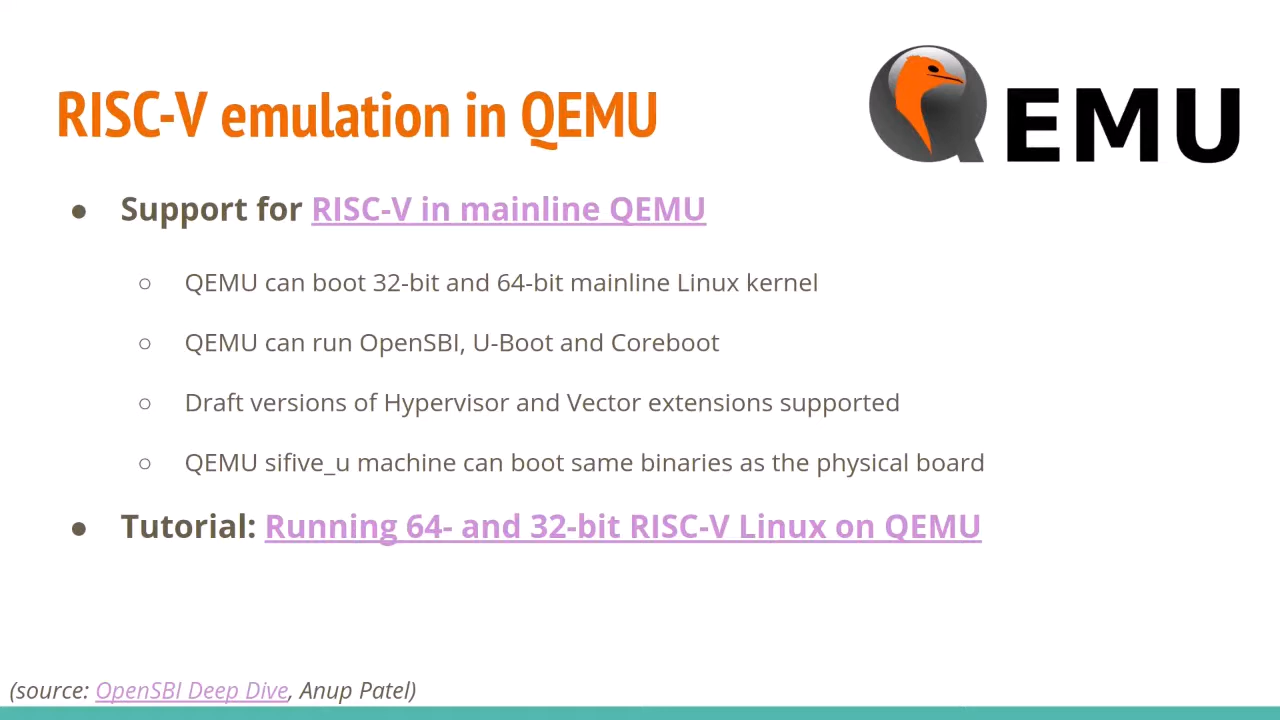 RISC-V emulation in QEMU
QEMU
● Support for RISC-V in mainline QEMU
○ QEMU can boot 32-bit and 64-bit mainline Linux kernel
○ QEMU can run OpenSBI, U-Boot and Coreboot
○ Draft versions of Hypervisor and Vector extensions supported
○ QEMU sifive_u machine can boot same binaries as the physical board
● Tutorial: Running 64- and 32-bit RISC-V Linux on QEMU
(source: OpenSBI Deep Dive, Anup Patel)